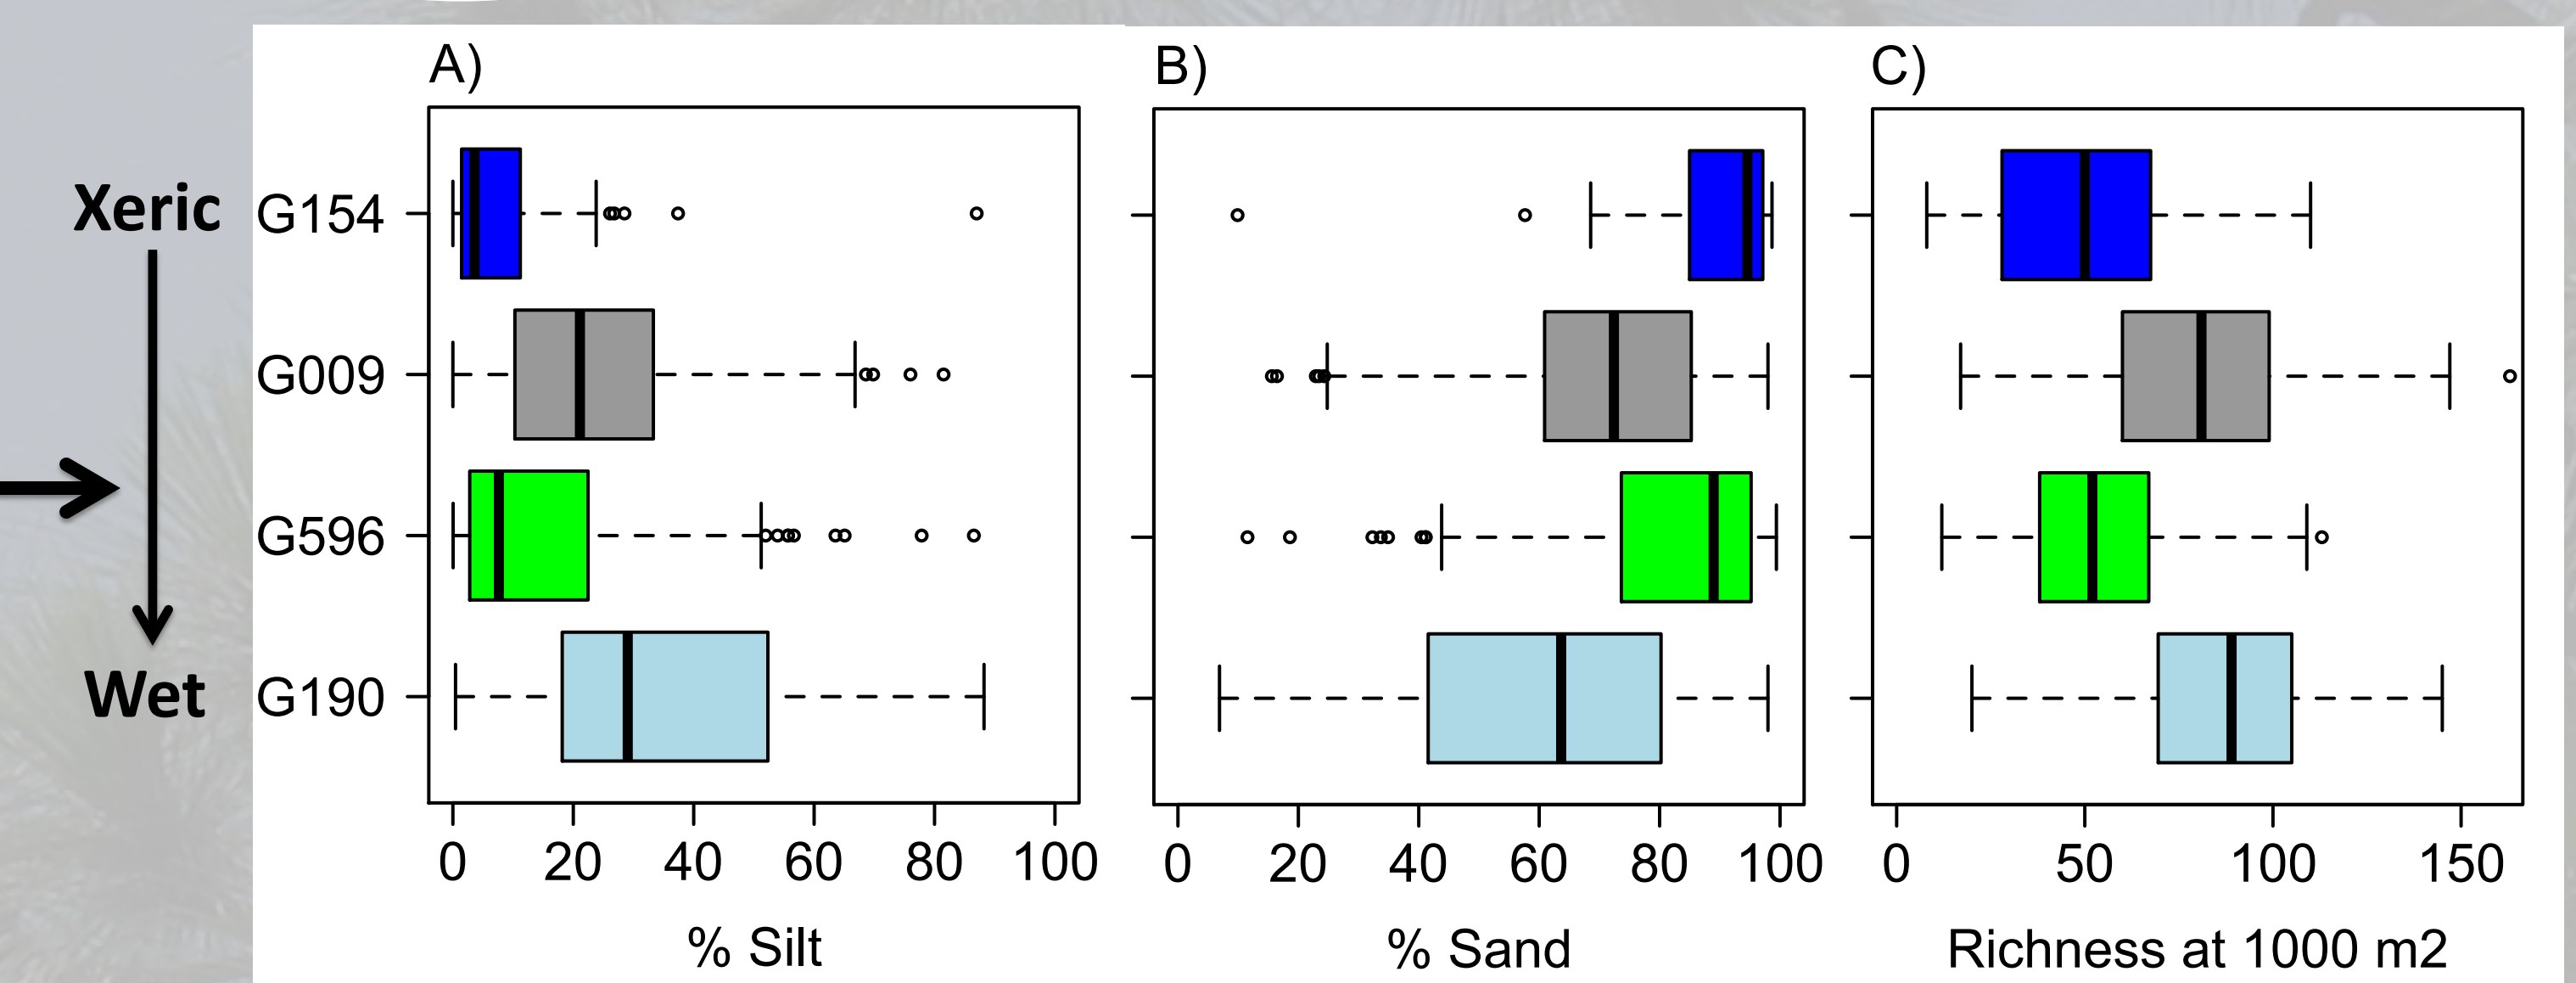 A) B) C)
Xeric G154
G009
G596
Wet G190
0 20 40 60 80 100 0 20 40 60 80 100 0 50 100 150
% Silt % Sand Richness at 1000 m2